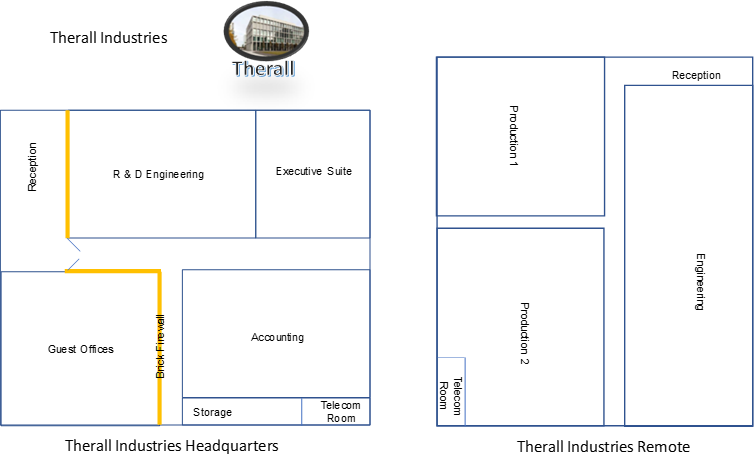 Therall Industries
Therall
Reception
R & D Engineering
Executive Suite
Guest Offices
Brick Firewall
Accounting
Storage
Telecom
Room
Therall Industries Headquarters
Reception
Production 1
Engineering
Production 2
Telecom
Room
Therall Industries Remote